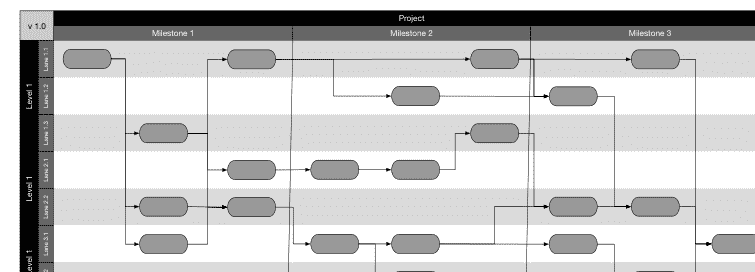 v 1.0
Project
Milestone 1
Milestone 2
Milestone 3
Level 1
Lane 1.1
Lane 1.2
Lane 1.3
Level 1
Lane 2.1
Lane 2.2
Lane 3.1